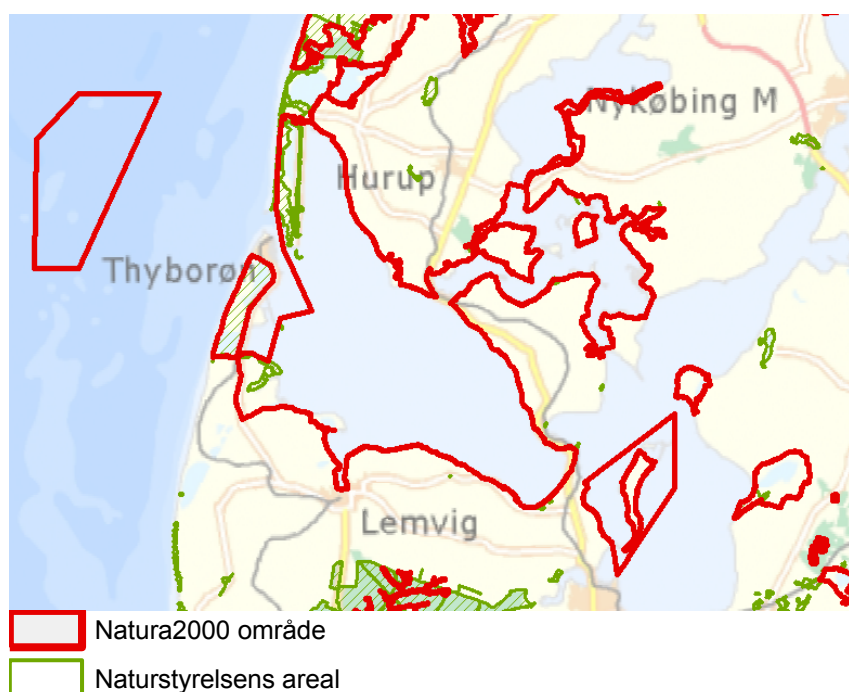 Nykøbing M
Hurup
Thyborøn
Lemvig
Natura2000 område
Naturstyrelsens areal